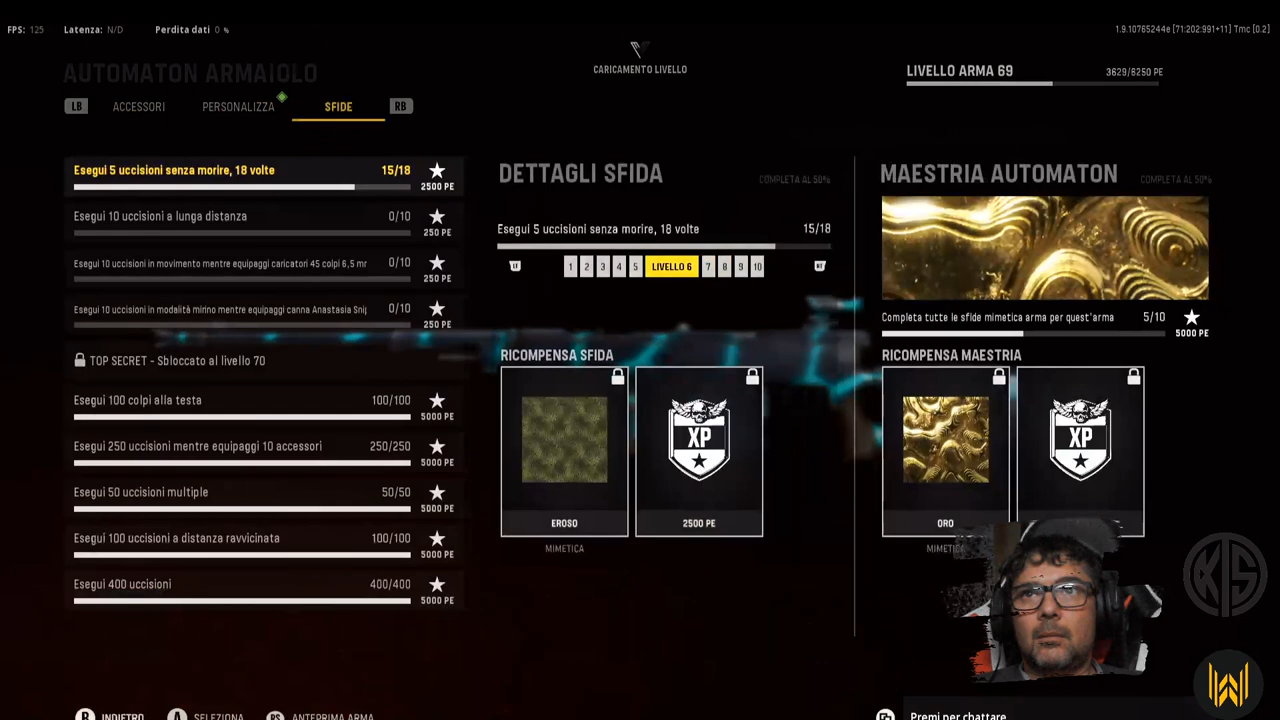 FPS: 125 Latenza: N/D Perdita dati 0 %
1.9.10765244e [71:202:991+11] Tmc [0.2]
CARICAMENTO LIVELLO
AUTOMATON ARMAIOLO
LIVELLO ARMA 69 3629/6250 PE
LB ACCESSORI PERSONALIZZA SFIDE RB
Esegui 5 uccisioni senza morire, 18 volte 15/18
2500 PE
Esegui 10 uccisioni a lunga distanza 0/10
250 PE
Esegui 10 uccisioni in movimento mentre equipaggi caricatori 45 colpi 6,5 mr 0/10
250 PE
Esegui 10 uccisioni in modalità mirino mentre equipaggi canna Anastasia Snip 0/10
250 PE
TOP SECRET - Sbloccato al livello 70
Esegui 100 colpi alla testa 100/100
5000 PE
Esegui 250 uccisioni mentre equipaggi 10 accessori 250/250
5000 PE
Esegui 50 uccisioni multiple 50/50
5000 PE
Esegui 100 uccisioni a distanza ravvicinata 100/100
5000 PE
Esegui 400 uccisioni 400/400
5000 PE
DETTAGLI SFIDA COMPLETA AL 50%
Esegui 5 uccisioni senza morire, 18 volte 15/18
1 2 3 4 5 LIVELLO 6 7 8 9 10
RICOMPENSA SFIDA
XP
EROSO 2500 PE
MIMETICA
MAESTRIA AUTOMATON COMPLETA AL 50%
Completa tutte le sfide mimetica arma per quest'arma 5/10
5000 PE
RICOMPENSA MAESTRIA
XP
ORO
KIS
W
B INDIETRO A SELEZIONA RS ANTEPRIMA ARMA
Premi per chattare